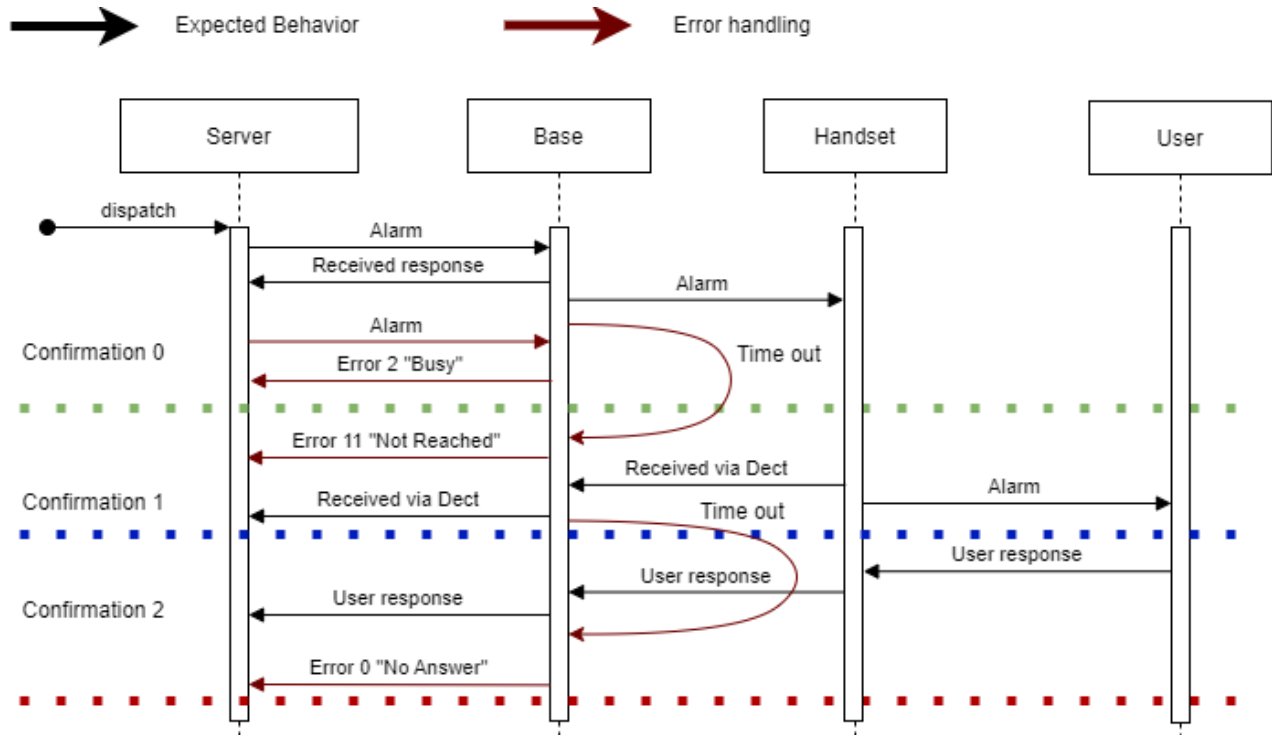 Expected Behavior
Error handling
Server
Base
Handset
User
dispatch
Alarm
Received response
Alarm
Alarm
Confirmation 0
Time out
Error 2 "Busy"
Error 11 "Not Reached"
Received via Dect
Alarm
Confirmation 1
Received via Dect
Time out
User response
User response
Confirmation 2
User response
Error 0 "No Answer"